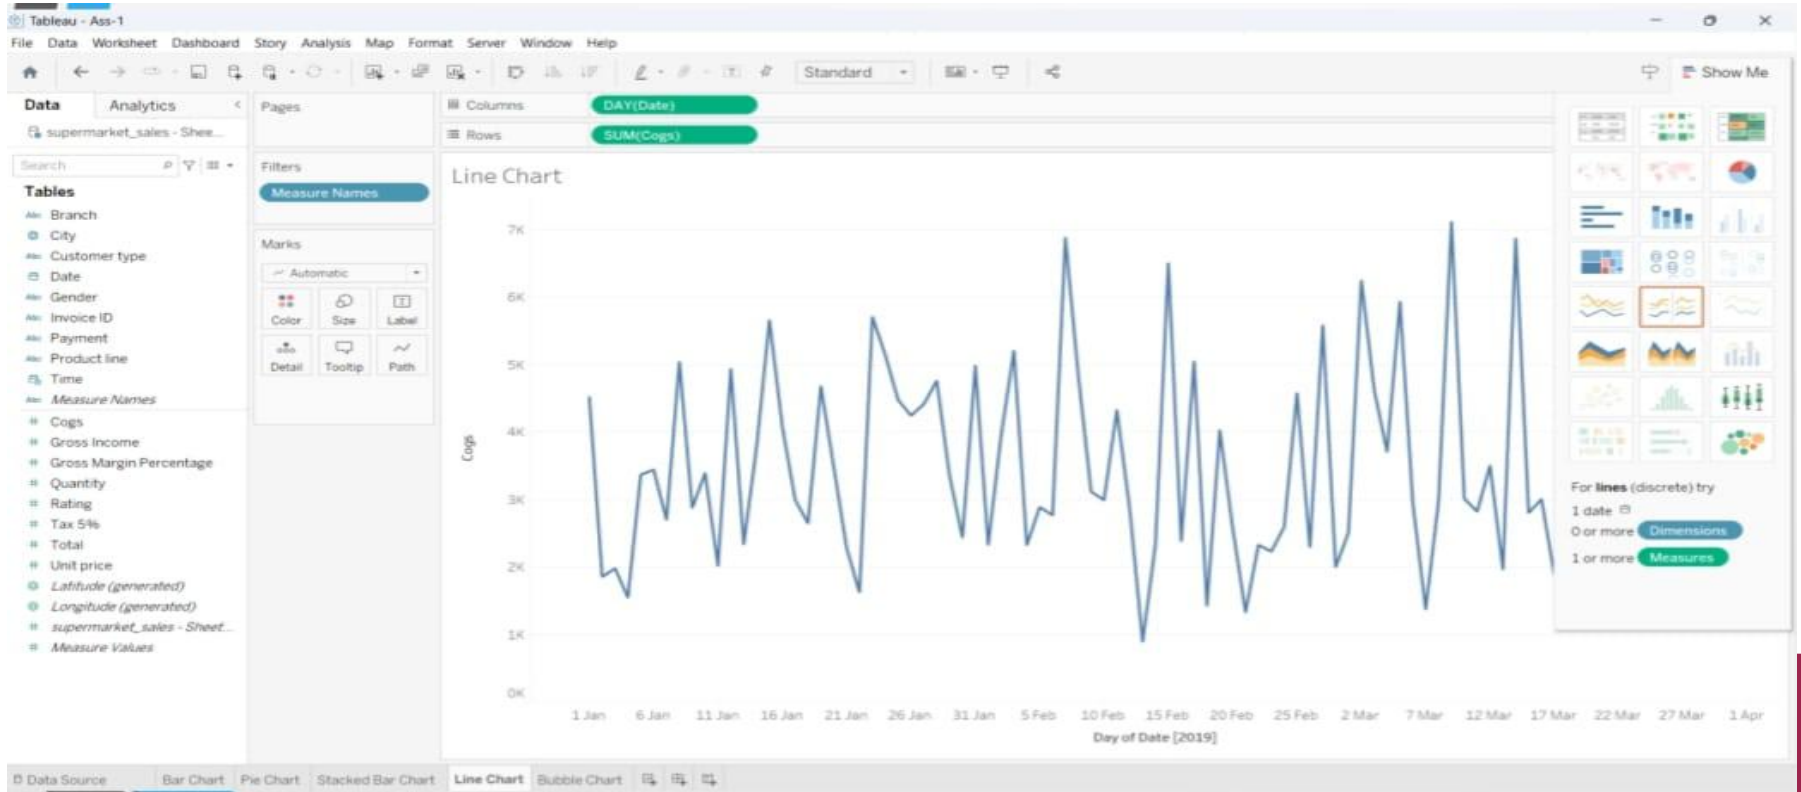 Tableau - Ass-1
File Data Worksheet Dashboard Story Analysis Map Format Server Window Help
Standard
Show Me
Data Analytics
supermarket_sales - Shee...
Search
Tables
Abc Branch
City
Abc Customer type
Date
Abc Gender
Abc Invoice ID
Abc Payment
Abc Product line
Time
Abc Measure Names
# Cogs
# Gross Income
# Gross Margin Percentage
# Quantity
# Rating
# Tax 5%
# Total
# Unit price
Latitude (generated)
Longitude (generated)
# supermarket_sales - Sheet...
# Measure Values
Pages
Filters
Measure Names
Marks
Automatic
Color Size Label
Detail Tooltip Path
Columns DAY(Date)
Rows SUM(Cogs)
Line Chart
7K
6K
5K
4K
3K
2K
1K
0K
Cogs
1 Jan 6 Jan 11 Jan 16 Jan 21 Jan 26 Jan 31 Jan 5 Feb 10 Feb 15 Feb 20 Feb 25 Feb 2 Mar 7 Mar 12 Mar 17 Mar 22 Mar 27 Mar 1 Apr
Day of Date [2019]
For lines (discrete) try
1 date
0 or more Dimensions
1 or more Measures
Data Source Bar Chart Pie Chart Stacked Bar Chart Line Chart Bubble Chart